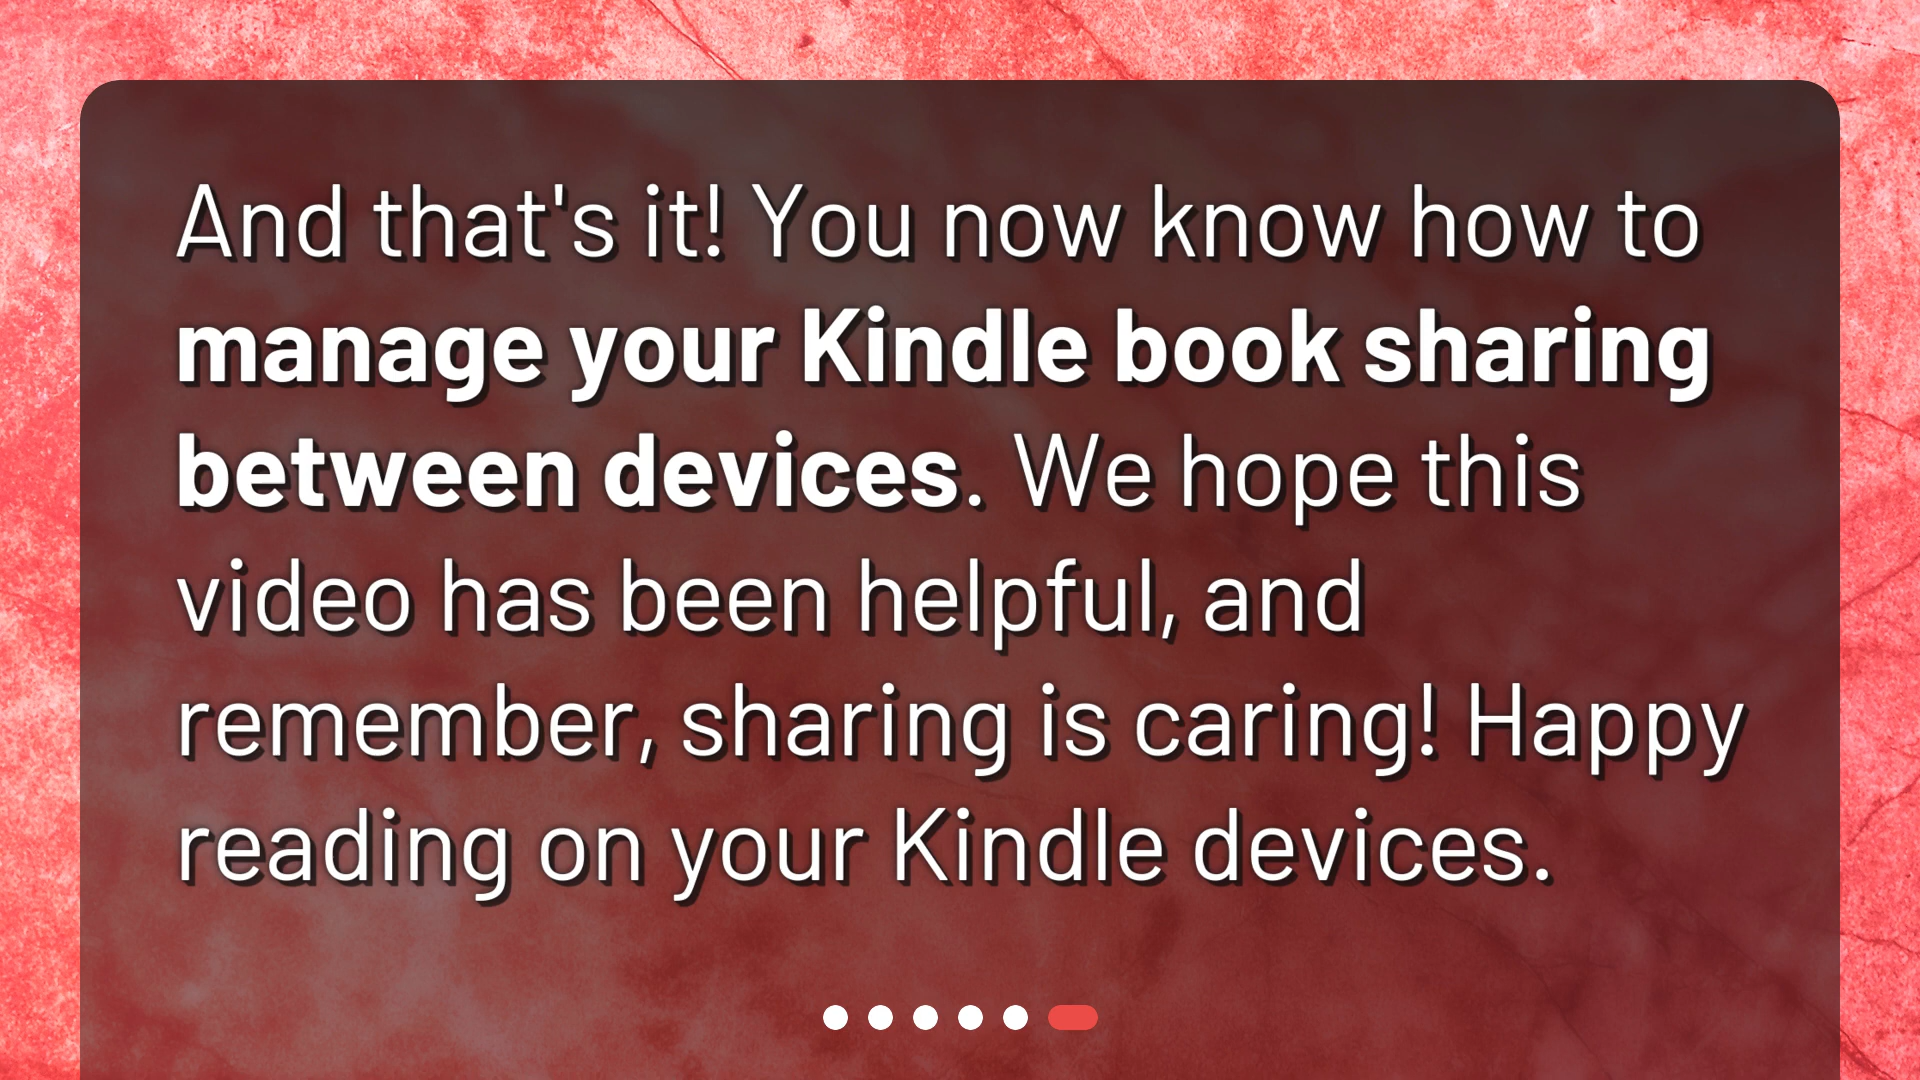 And that's it! You now know how to
manage your Kindle book sharing
between devices. We hope this
video has been helpful, and
remember, sharing is caring! Happy
reading on your Kindle devices.